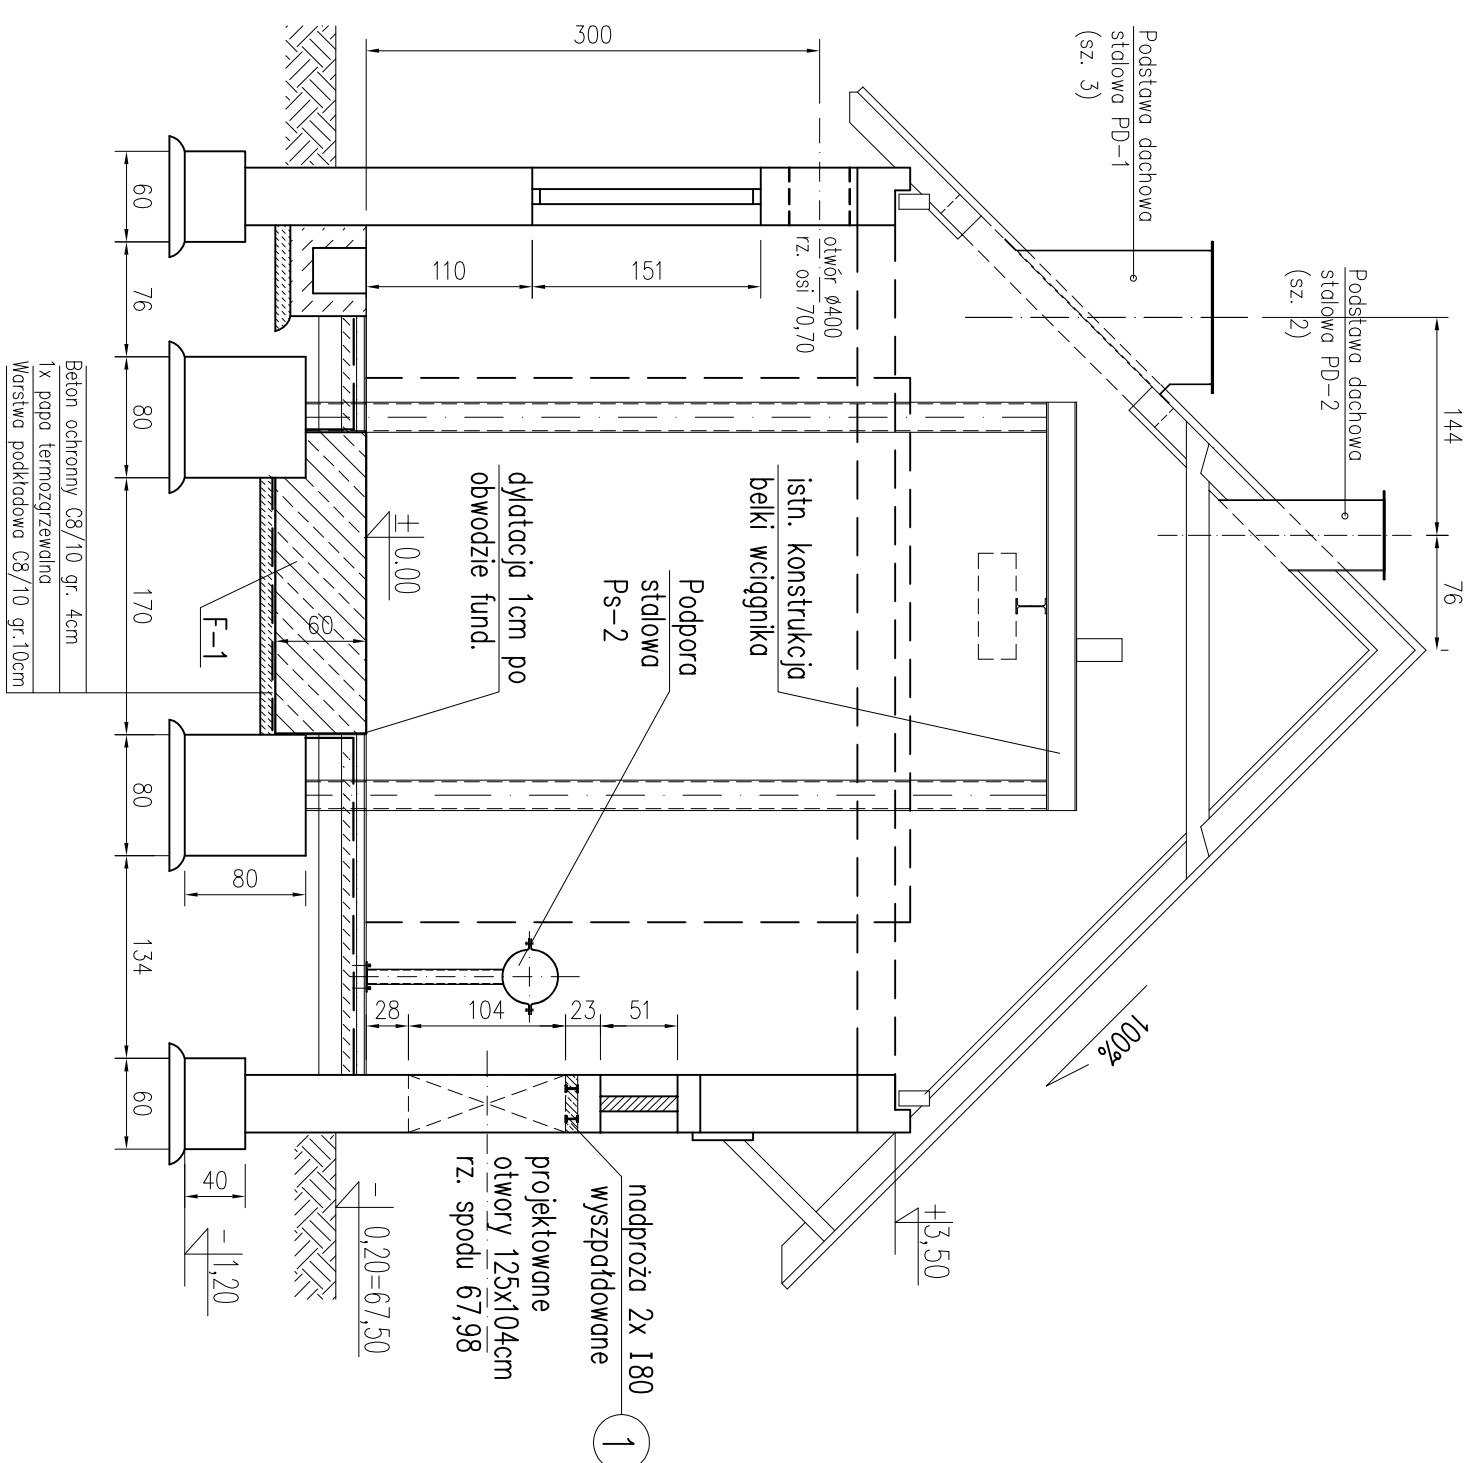 Podstawa dachowa
stalowa PD-1
(sz. 3)
Podstawa dachowa
stalowa PD-2
(sz. 2)
144
76
300
otwór ø400
rz. osi 70,70
110
151
istn. konstrukcja
belki wciągnika
Podpora
stalowa
Ps-2
dylatacja 1cm po
obwodzie fund.
± 0.00
60
F-1
Beton ochronny C8/10 gr. 4cm
1x papa termozgrzewalna
Warstwa podkładowa C8/10 gr.10cm
60
76
80
170
80
134
60
80
40
28
104
23
51
100%
+3,50
nadproża 2x I80
wyszpałdowane
1
projektowane
otwory 125x104cm
rz. spodu 67,98
- 0,20=67,50
- 1,20